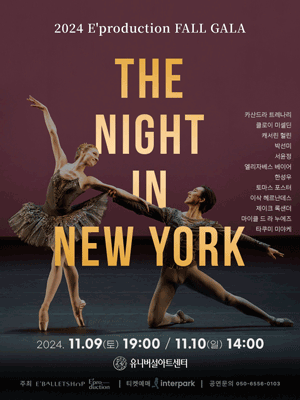 2024 E'production FALL GALA
THE
NIGHT
IN
NEW YORK
카산드라 트레나리
클로이 미셀딘
캐서린 헐린
박선미
서윤정
엘리자베스 베이어
한성우
토마스 포스터
이삭 헤르난데스
제이크 록샌더
마이클 드 라 누에즈
타쿠미 미야케
2024. 11.09(토) 19:00 / 11.10(일) 14:00
유니버설아트센터
주최 E'BALLETSHOP E'production | 티켓예매 interpark | 공연문의 050-6556-0103